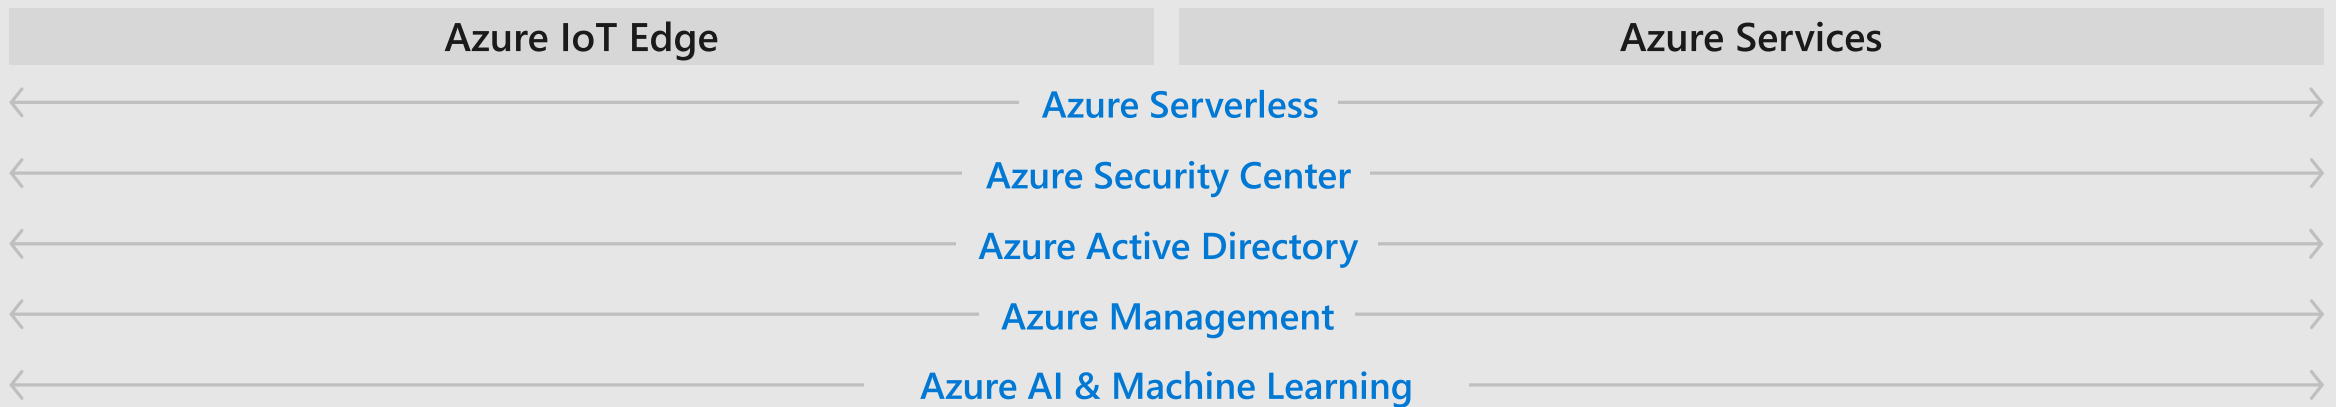 Azure IoT Edge
Azure Services
Azure Serverless
Azure Security Center
Azure Active Directory
Azure Management
Azure AI & Machine Learning